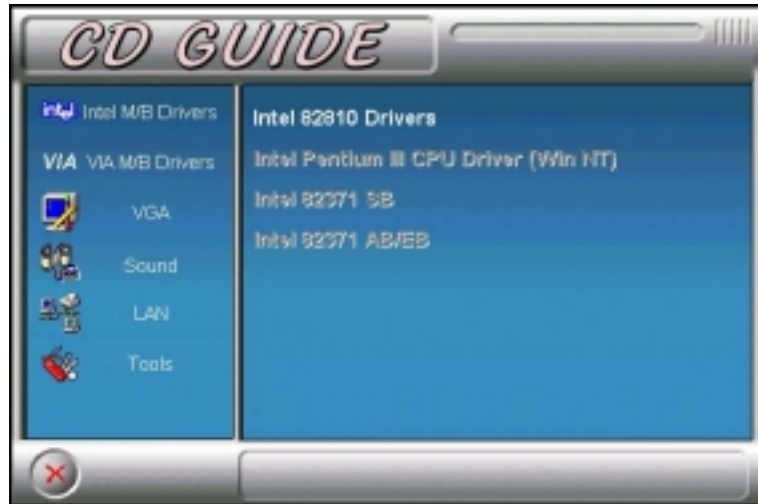 CD GUIDE
intel Intel M/B Drivers
VIA VIA M/B Drivers
VGA
Sound
LAN
Tools
Intel 82810 Drivers
Intel Pentium III CPU Driver (Win NT)
Intel 82371 SB
Intel 82371 AB/EB